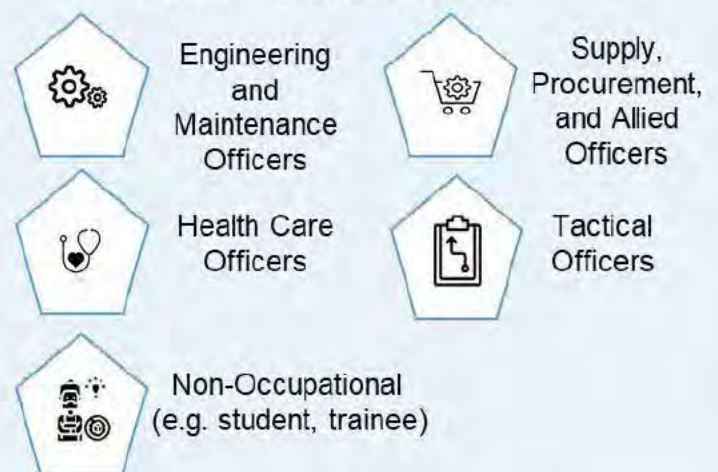 Engineering
and
Maintenance
Officers
Supply,
Procurement,
and Allied
Officers
Health Care
Officers
Tactical
Officers
Non-Occupational
(e.g. student, trainee)